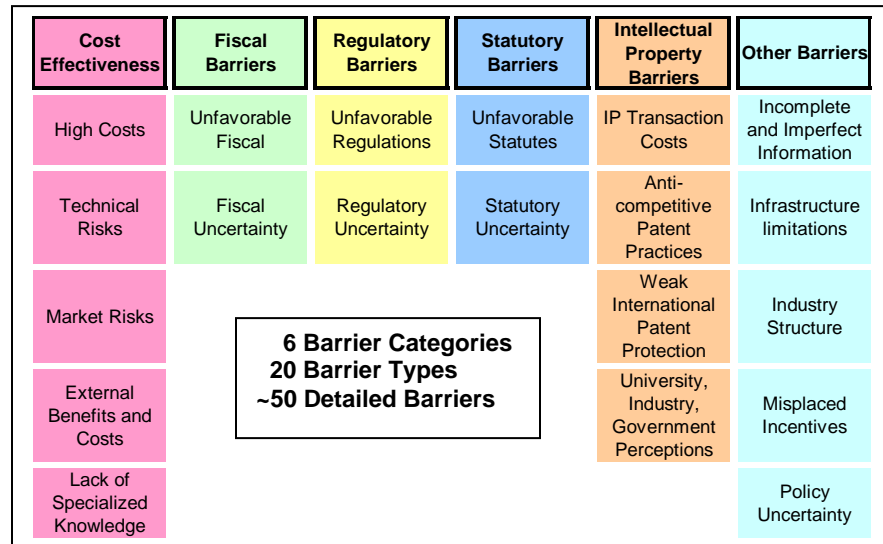 Cost
Effectiveness
Fiscal
Barriers
Regulatory
Barriers
Statutory
Barriers
Intellectual
Property
Barriers
Other Barriers
High Costs
Unfavorable
Fiscal
Unfavorable
Regulations
Unfavorable
Statutes
IP Transaction
Costs
Incomplete
and Imperfect
Information
Technical
Risks
Fiscal
Uncertainty
Regulatory
Uncertainty
Statutory
Uncertainty
Anti-
competitive
Patent
Practices
Infrastructure
limitations
Market Risks
Weak
International
Patent
Protection
Industry
Structure
6 Barrier Categories
20 Barrier Types
~50 Detailed Barriers
External
Benefits and
Costs
University,
Industry,
Government
Perceptions
Misplaced
Incentives
Lack of
Specialized
Knowledge
Policy
Uncertainty